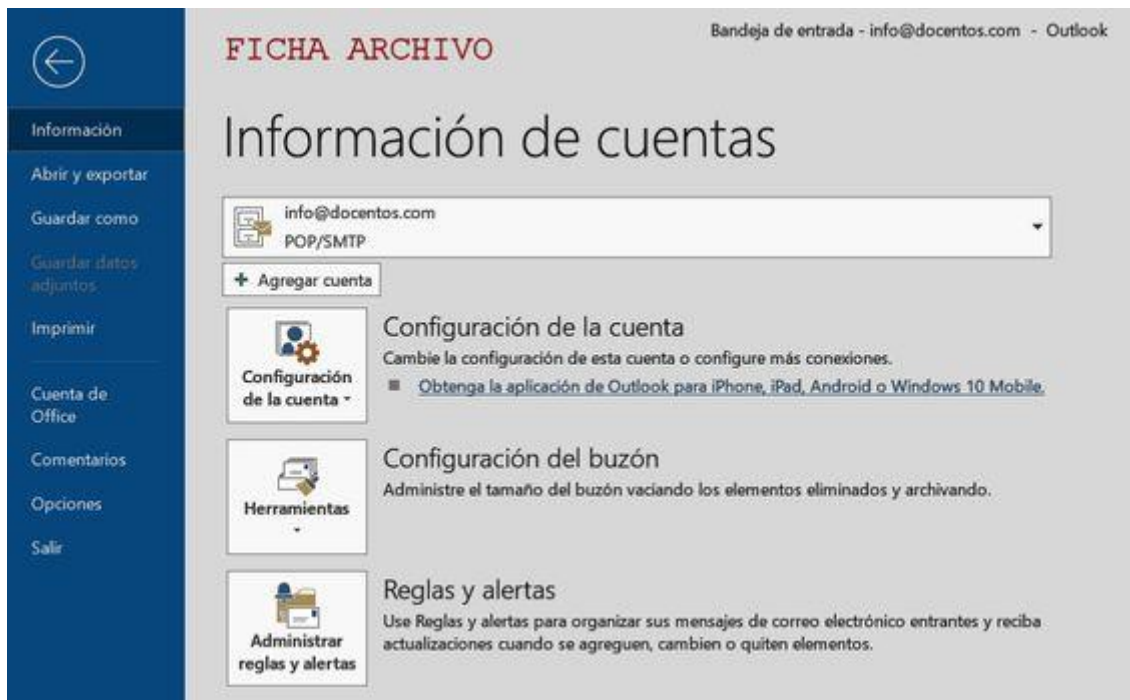 Bandeja de entrada - info@docentos.com - Outlook
FICHA ARCHIVO
Información
Abrir y exportar
Guardar como
Guardar datos
adjuntos
Imprimir
Cuenta de
Office
Comentarios
Opciones
Salir
Información de cuentas
info@docentos.com
POP/SMTP
+ Agregar cuenta
Configuración
de la cuenta
Configuración de la cuenta
Cambie la configuración de esta cuenta o configure más conexiones.
Obtenga la aplicación de Outlook para iPhone, iPad, Android o Windows 10 Mobile.
Herramientas
Configuración del buzón
Administre el tamaño del buzón vaciando los elementos eliminados y archivando.
Administrar
reglas y alertas
Reglas y alertas
Use Reglas y alertas para organizar sus mensajes de correo electrónico entrantes y reciba
actualizaciones cuando se agreguen, cambien o quiten elementos.